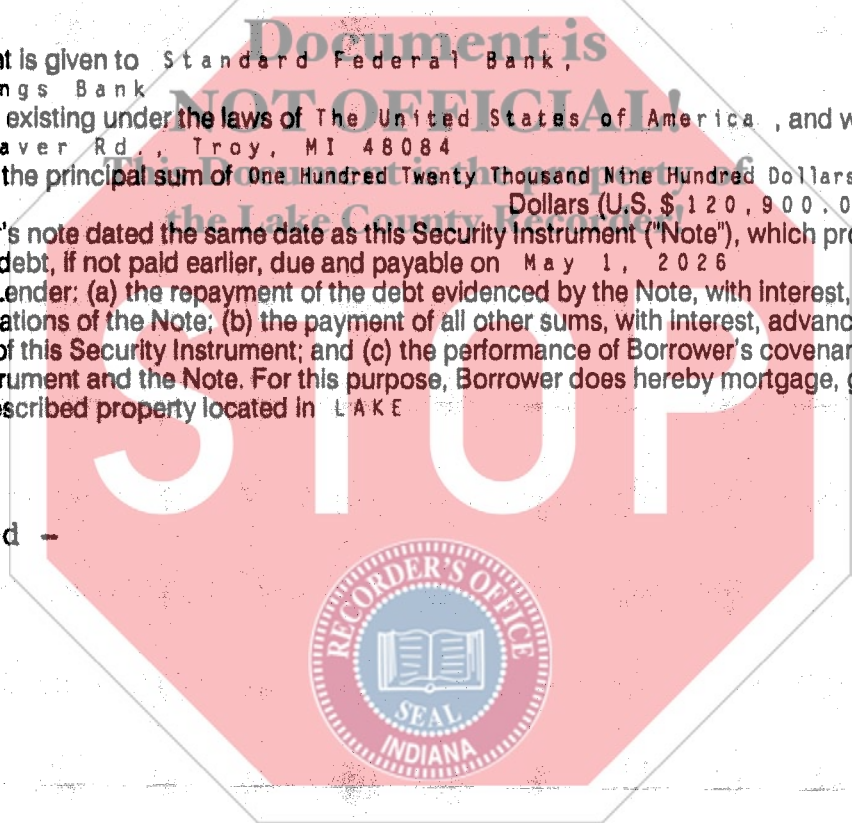 Document is
NOT OFFICIAL!
This Document is the property of
the Lake County Recorder!
t is given to Standard Federal Bank,
ngs Bank
existing under the laws of The United States of America , and w
aver Rd., Troy, MI 48084
the principal sum of One Hundred Twenty Thousand Nine Hundred Dollars
Dollars (U.S. $ 120,900.0
's note dated the same date as this Security Instrument ("Note"), which pro
debt, if not paid earlier, due and payable on May 1, 2026
ender: (a) the repayment of the debt evidenced by the Note, with interest,
ations of the Note; (b) the payment of all other sums, with interest, advanc
of this Security Instrument; and (c) the performance of Borrower's covenan
rument and the Note. For this purpose, Borrower does hereby mortgage, g
scribed property located in LAKE
STOP
d -
RECORDER'S OFFICE
SEAL
INDIANA